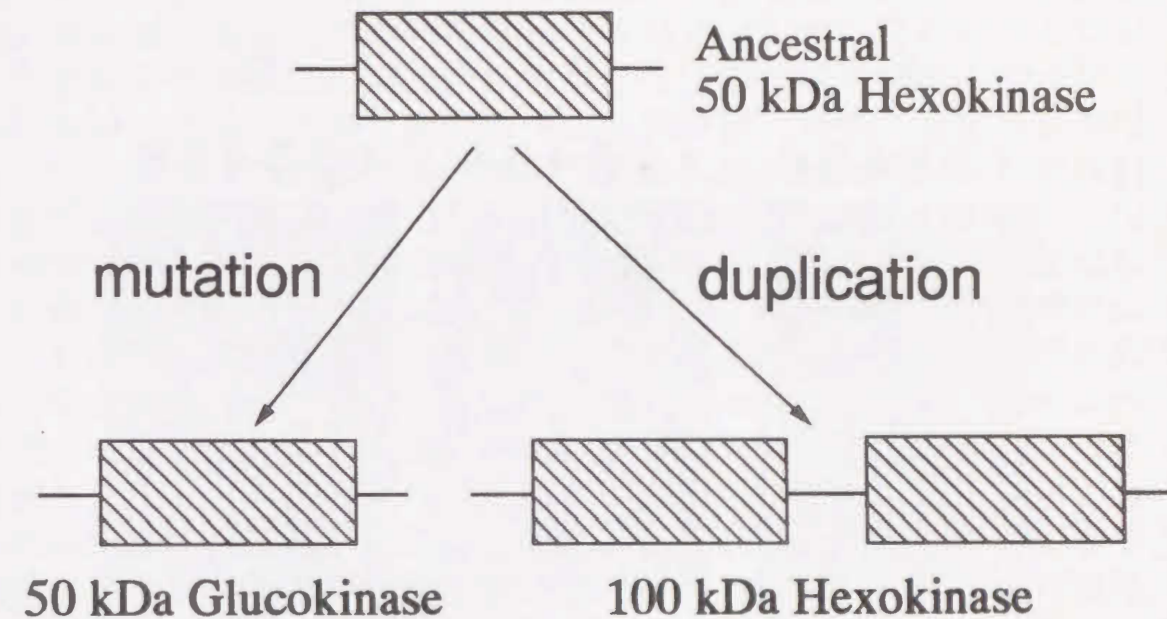 Ancestral
50 kDa Hexokinase
mutation
duplication
50 kDa Glucokinase
100 kDa Hexokinase